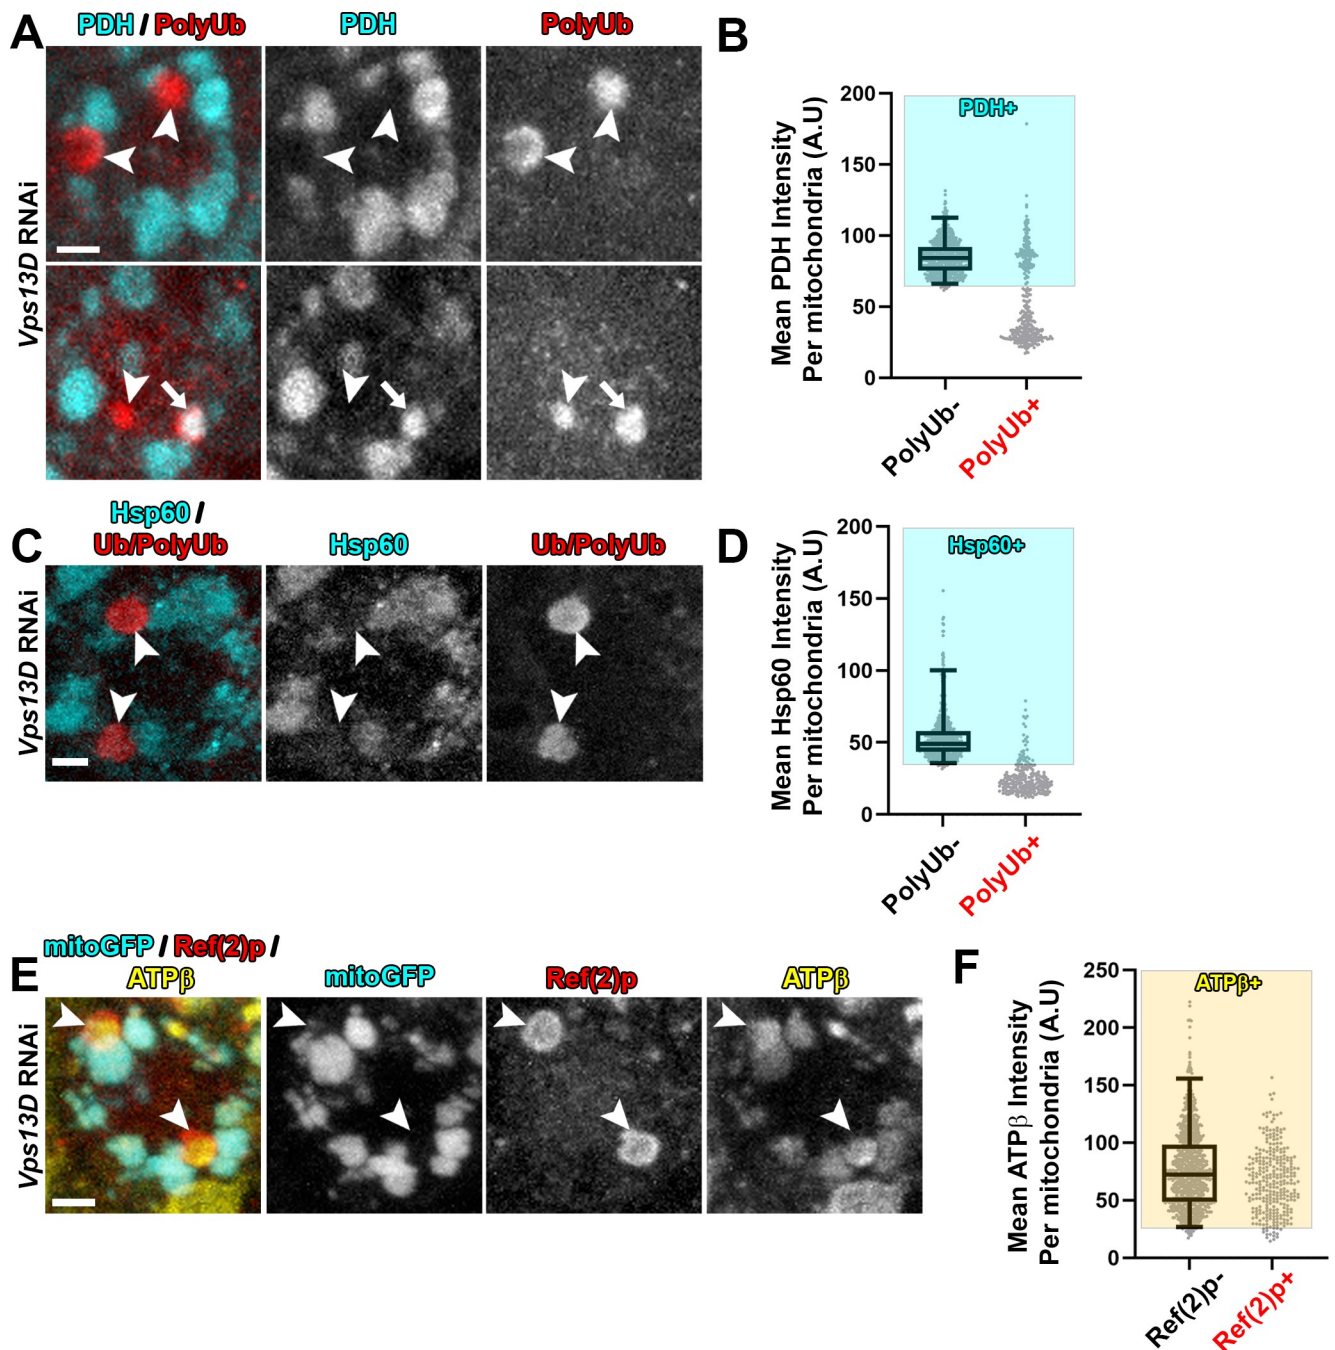 A
PDH / PolyUb
PDH
PolyUb
Vps13D RNAi
Vps13D RNAi
B
Mean PDH Intensity
Per mitochondria (A.U)
200
150
100
50
0
PDH+
PolyUb-
PolyUb+
C
Hsp60 /
Ub/PolyUb
Hsp60
Ub/PolyUb
Vps13D RNAi
D
Mean Hsp60 Intensity
Per mitochondria (A.U)
200
150
100
50
0
Hsp60+
PolyUb-
PolyUb+
E
mitoGFP / Ref(2)p /
ATPβ
mitoGFP
Ref(2)p
ATPβ
Vps13D RNAi
F
Mean ATPβ Intensity
Per mitochondria (A.U)
250
200
150
100
50
0
ATPβ+
Ref(2)p-
Ref(2)p+